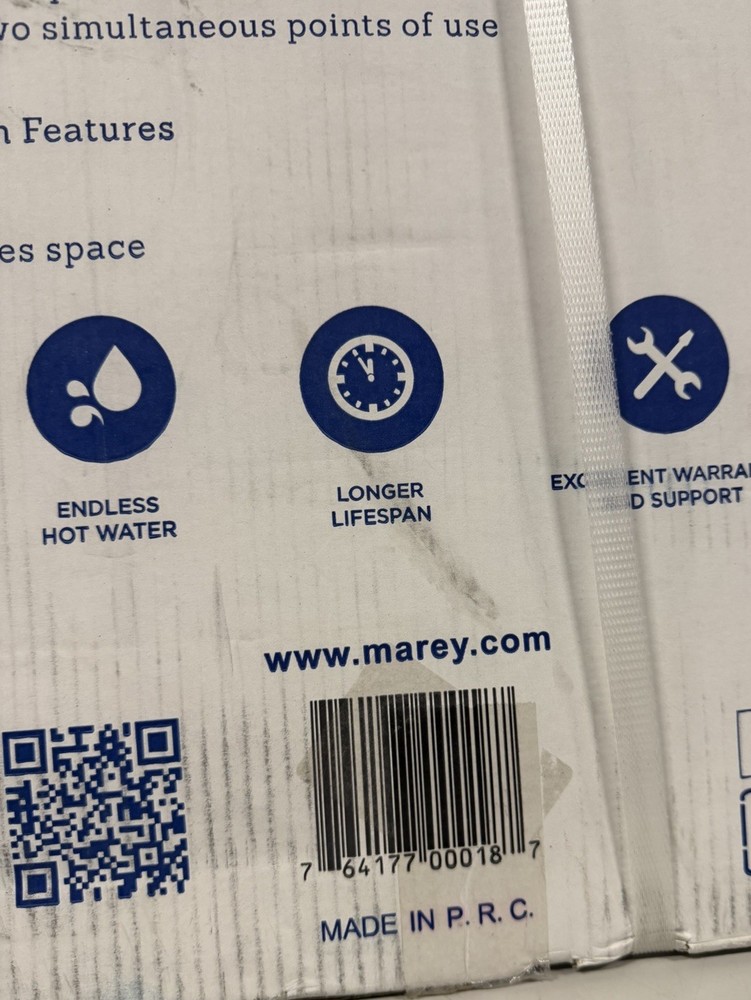 simultaneous points of use
Features
space
ENDLESS
HOT WATER
LONGER
LIFESPAN
SUPPORT
www.marey.com
7 64177 00018 7
MADE IN P. R. C.